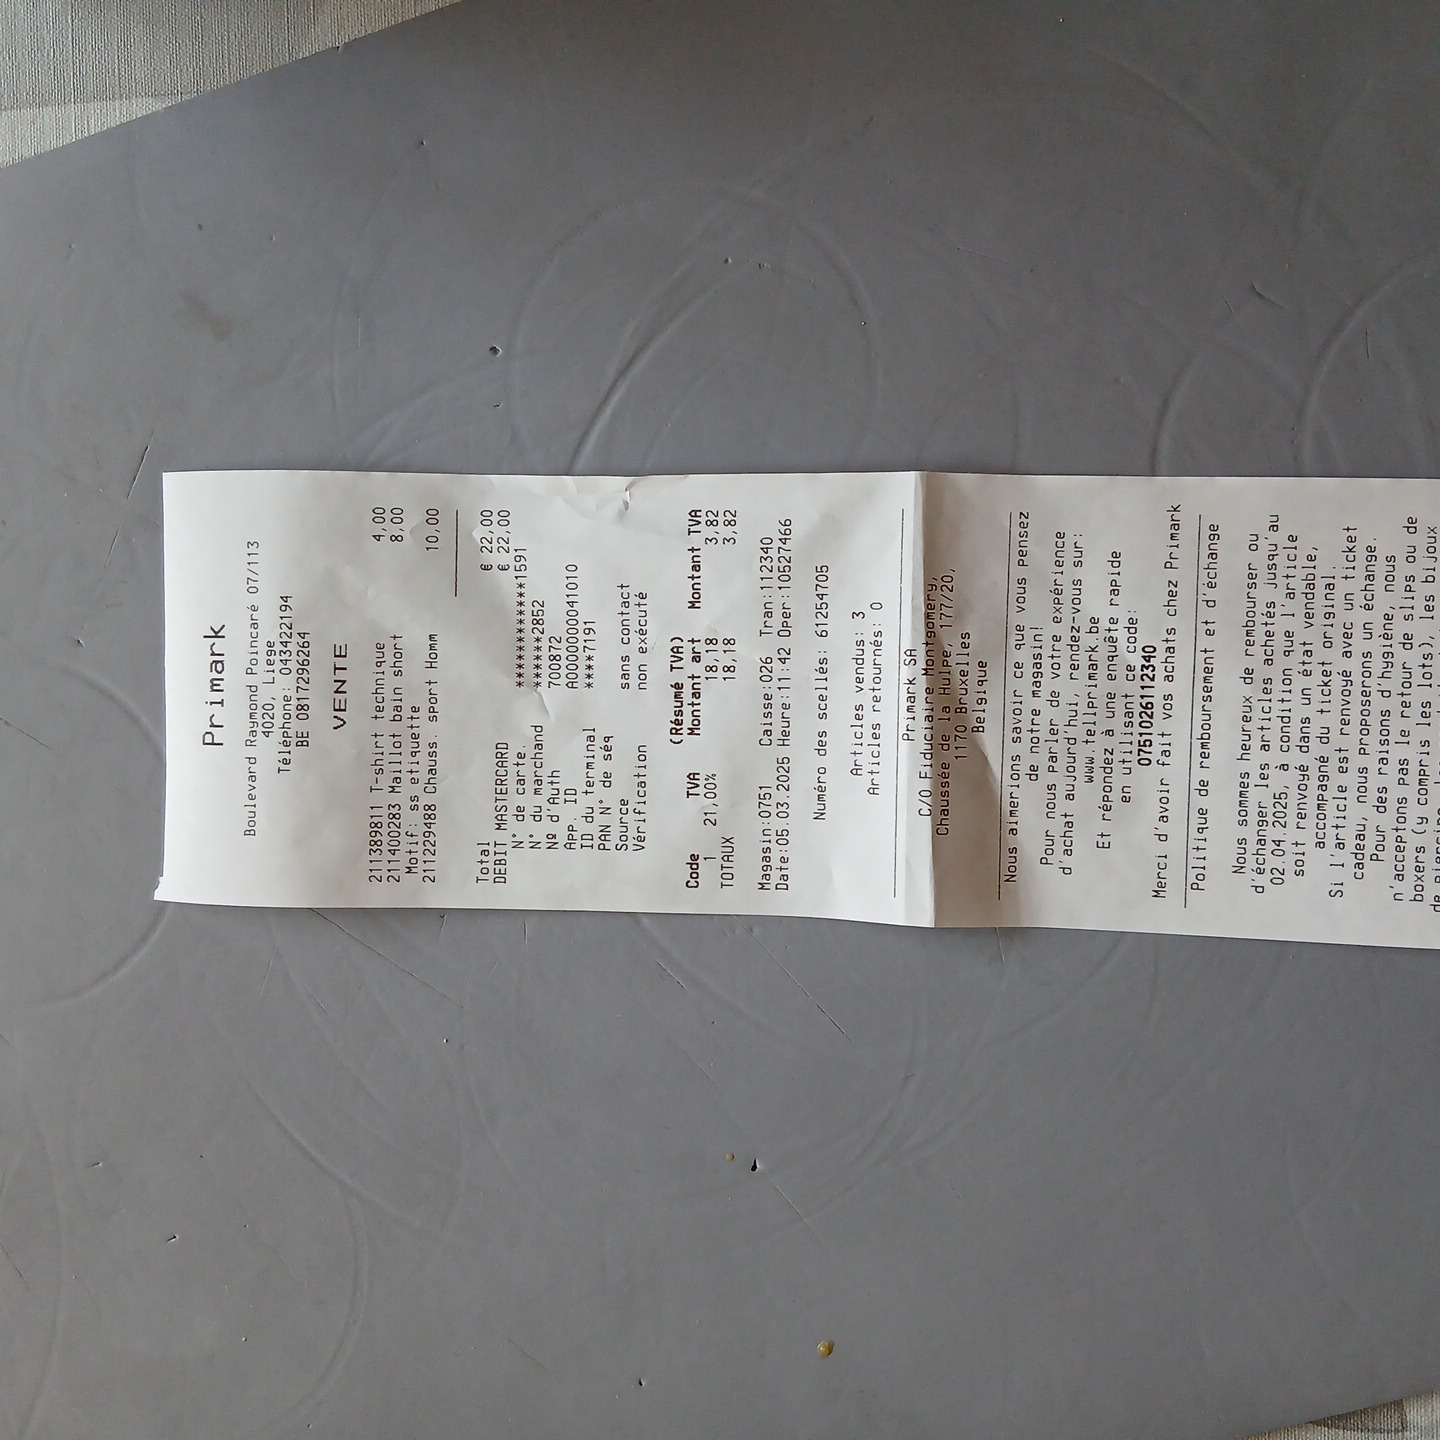 Primark
Boulevard Raymond Poincaré 07/113
4020, Liege
Téléphone: 043422194
BE 0817296264
VENTE
211389811 T-shirt technique 4,00
211400283 Maillot bain short 8,00
Motif: ss etiquette
211229488 Chauss. sport Homm 10,00
Total € 22,00
DEBIT MASTERCARD € 22,00
N° de carte. ************1591
N° du marchand ******2852
Nº d'Auth 700872
App. ID A0000000041010
ID du terminal ****7191
PAN N° de séq
Source sans contact
Vérification non exécuté
(Résumé TVA)
Code TVA Montant art Montant TVA
1 21,00% 18,18 3,82
TOTAUX 18,18 3,82
Magasin:0751 Caisse:026 Tran:112340
Date:05.03.2025 Heure:11:42 Oper:10527466
Numéro des scellés: 61254705
Articles vendus: 3
Articles retournés: 0
Primark SA
C/O Fiduciaire Montgomery,
Chaussée de la Hulpe, 177/20,
1170 Bruxelles
Belgique
Nous aimerions savoir ce que vous pensez
de notre magasin!
Pour nous parler de votre expérience
d'achat aujourd'hui, rendez-vous sur:
www.tellprimark.be
Et répondez à une enquête rapide
en utilisant ce code:
0751026112340
Merci d'avoir fait vos achats chez Primark
Politique de remboursement et d'échange
Nous sommes heureux de rembourser ou
d'échanger les articles achetés jusqu'au
02.04.2025, à condition que l'article
soit renvoyé dans un état vendable,
accompagné du ticket original.
Si l'article est renvoyé avec un ticket
cadeau, nous proposerons un échange.
Pour des raisons d'hygiène, nous
n'acceptons pas le retour de slips ou de
boxers (y compris les lots), les bijoux
de piercing,